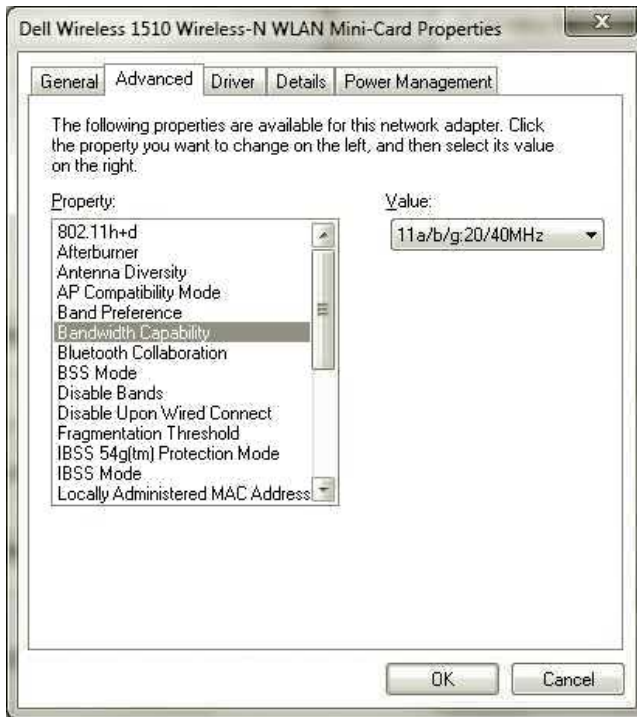 Dell Wireless 1510 Wireless-N WLAN Mini-Card Properties
General
Advanced
Driver
Details
Power Management
The following properties are available for this network adapter. Click
the property you want to change on the left, and then select its value
on the right.
Property:
Value:
802.11h+d
Afterburner
Antenna Diversity
AP Compatibility Mode
Band Preference
Bandwidth Capability
Bluetooth Collaboration
BSS Mode
Disable Bands
Disable Upon Wired Connect
Fragmentation Threshold
IBSS 54g(tm) Protection Mode
IBSS Mode
Locally Administered MAC Address
11a/b/g:20/40MHz
OK
Cancel